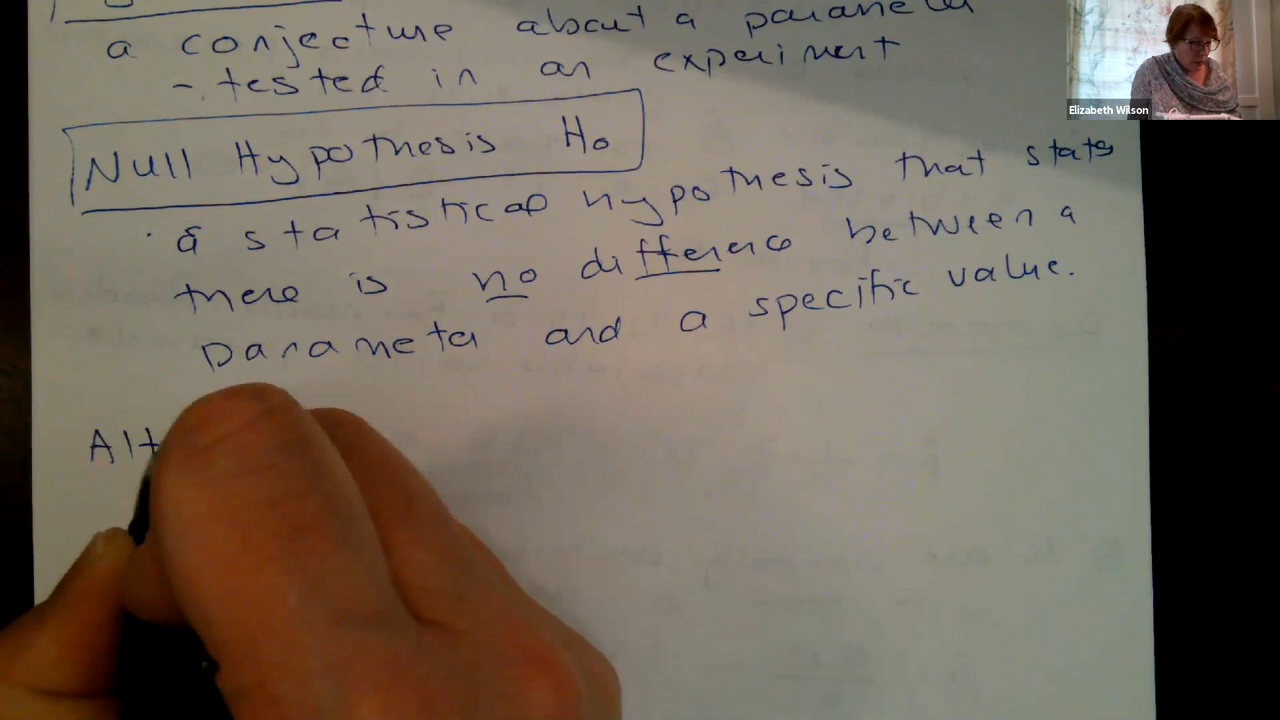 a conjecture about a parameter
- tested in an experiment
Null Hypothesis H₀
· a statistical hypothesis that states
there is no difference between a
parameter and a specific value.
Alt
Elizabeth Wilson